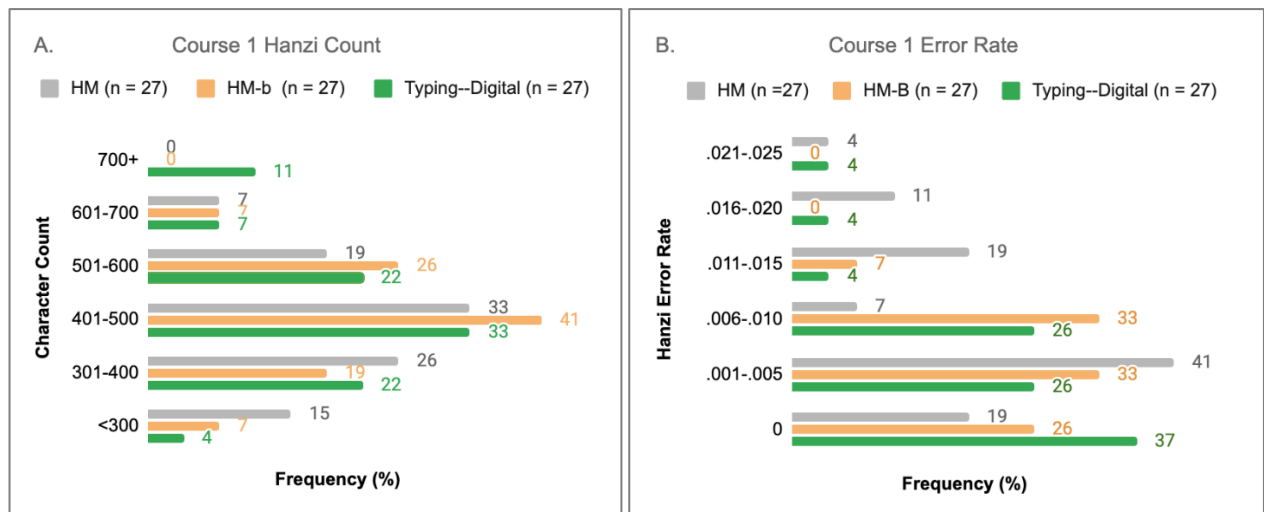 A. Course 1 Hanzi Count
HM (n = 27) HM-b (n = 27) Typing--Digital (n = 27)
Character Count
700+ 0 0 11
601-700 7 7 7
501-600 19 26 22
401-500 33 41 33
301-400 26 19 22
<300 15 7 4
Frequency (%)
B. Course 1 Error Rate
HM (n =27) HM-B (n = 27) Typing--Digital (n = 27)
Hanzi Error Rate
.021-.025 4 0 4
.016-.020 11 0 4
.011-.015 19 7 4
.006-.010 7 33 26
.001-.005 41 33 26
0 19 26 37
Frequency (%)